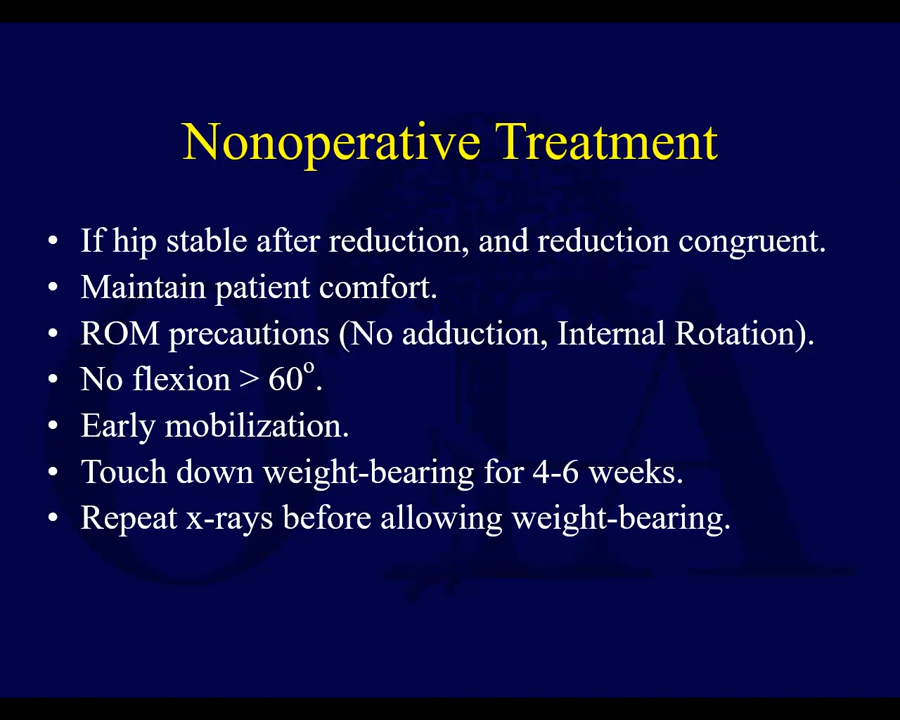 Nonoperative Treatment
• If hip stable after reduction, and reduction congruent.
• Maintain patient comfort.
• ROM precautions (No adduction, Internal Rotation).
• No flexion > 60º.
• Early mobilization.
• Touch down weight-bearing for 4-6 weeks.
• Repeat x-rays before allowing weight-bearing.
OTA